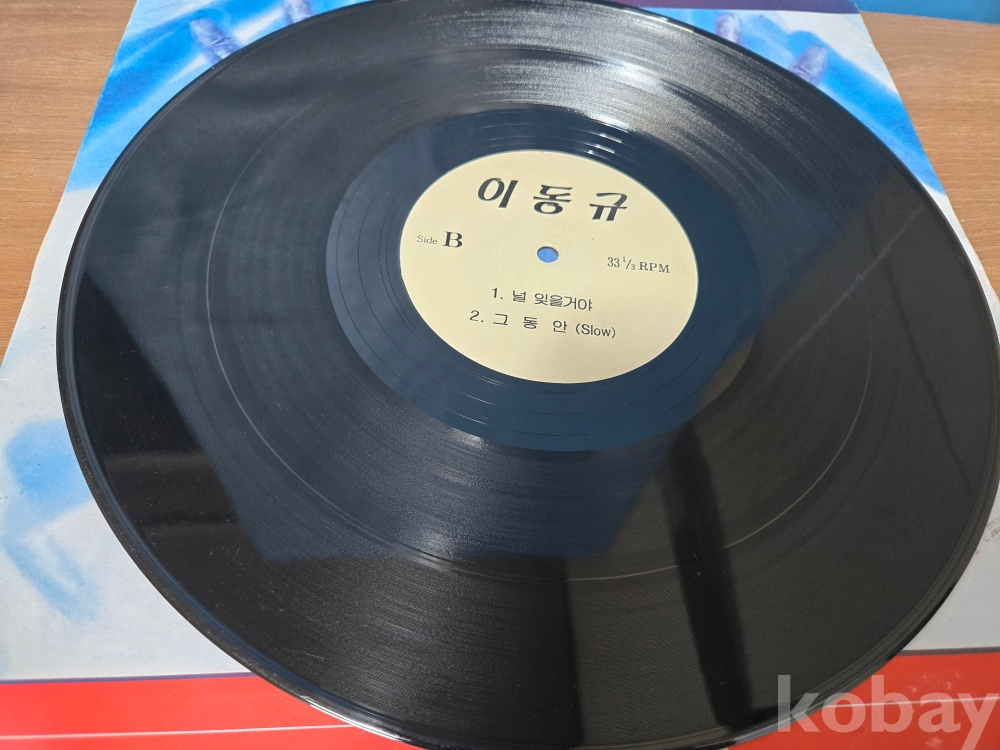 이 동 규
Side B
33 1/3 RPM
1. 널 잊을거야
2. 그 동 안 (Slow)
kobay